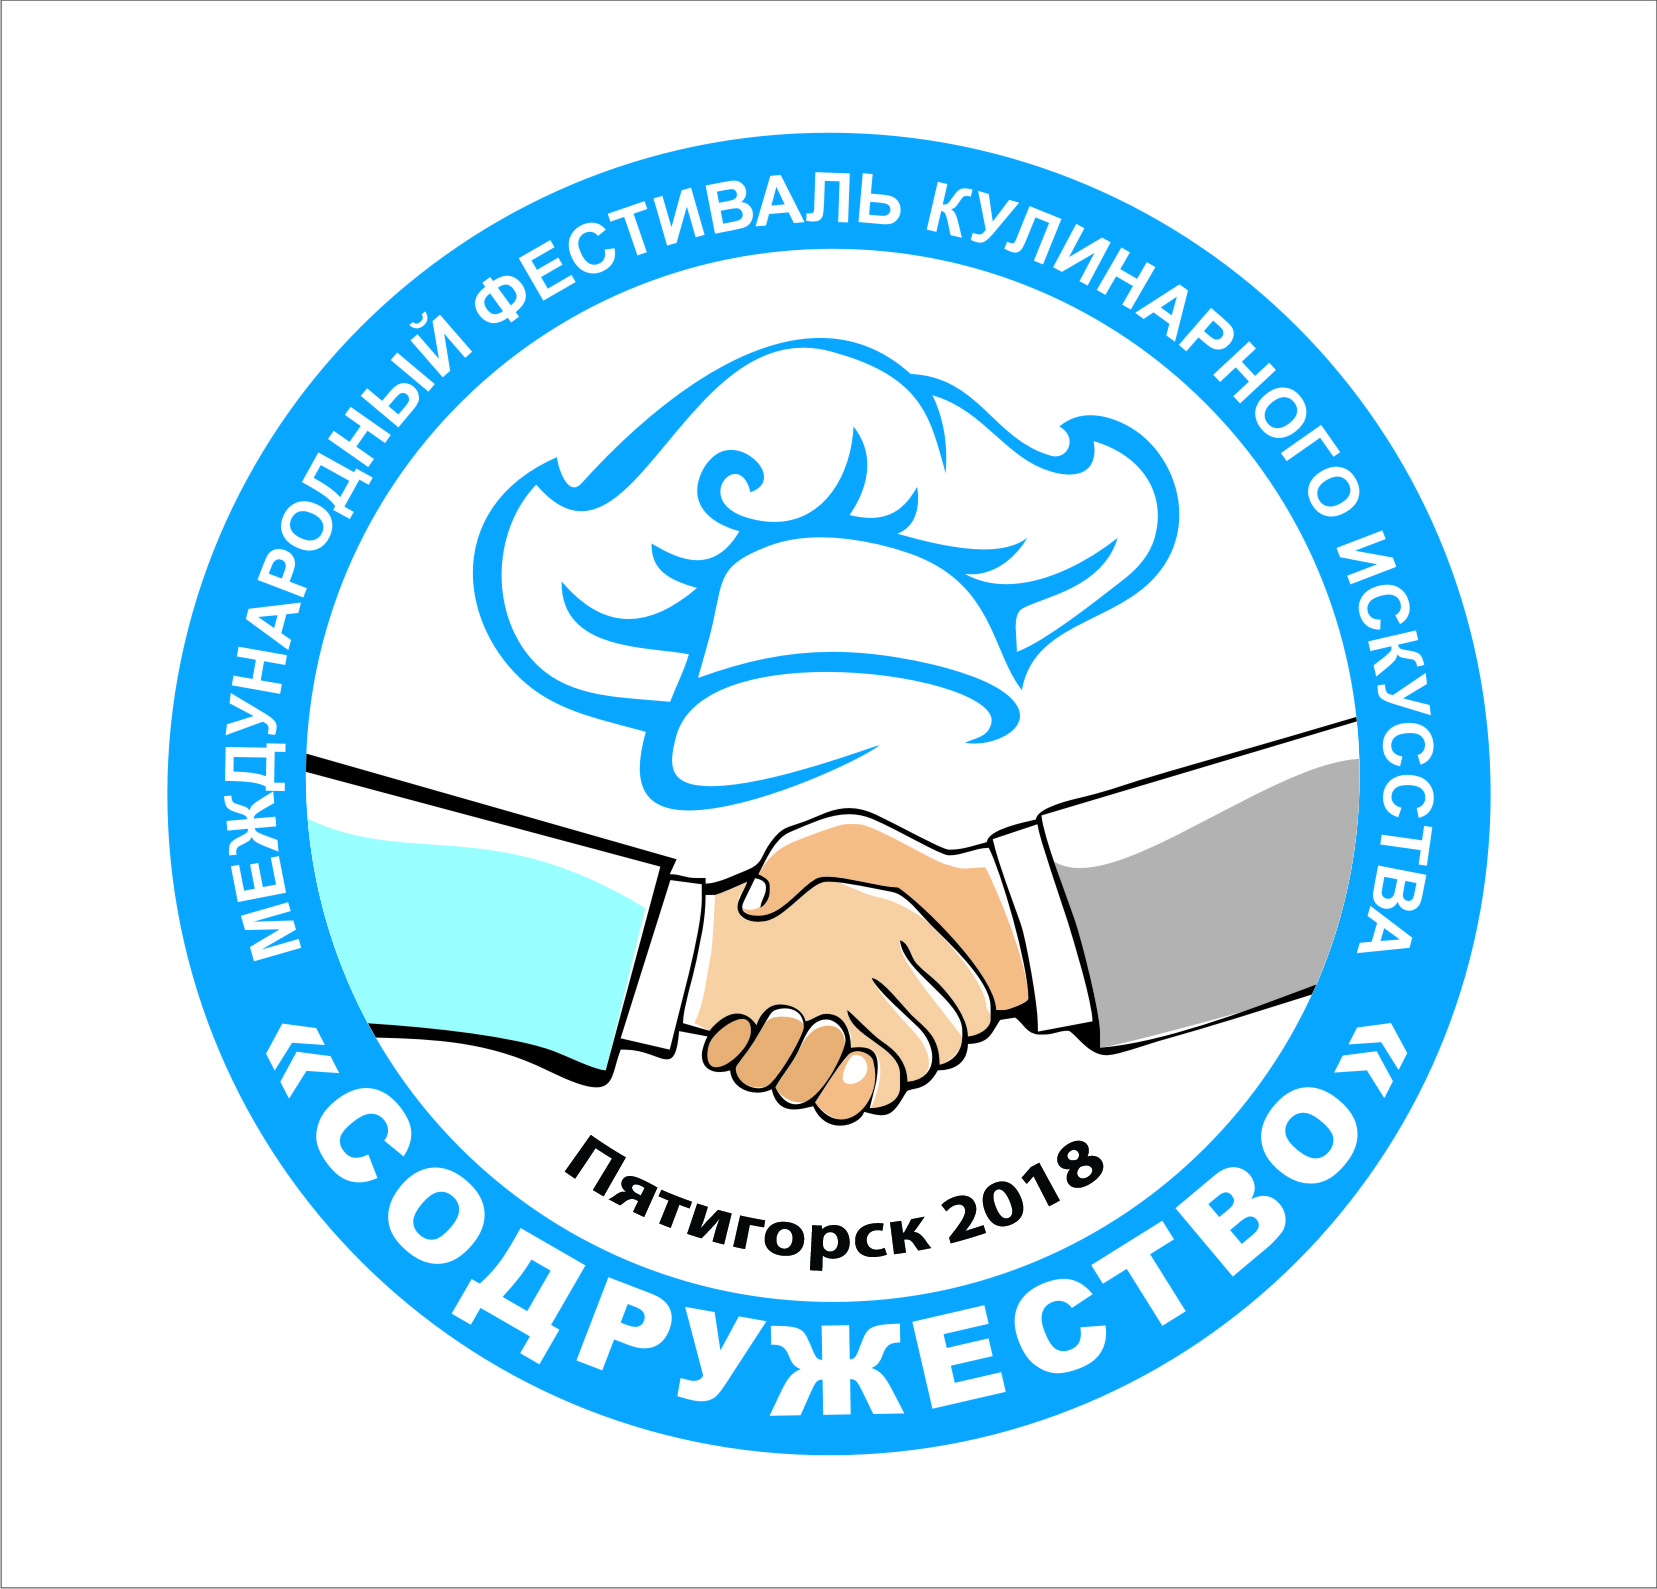 МЕЖДУНАРОДНЫЙ ФЕСТИВАЛЬ КУЛИНАРНОГО ИСКУССТВА
Пятигорск 2018
«СОДРУЖЕСТВО«